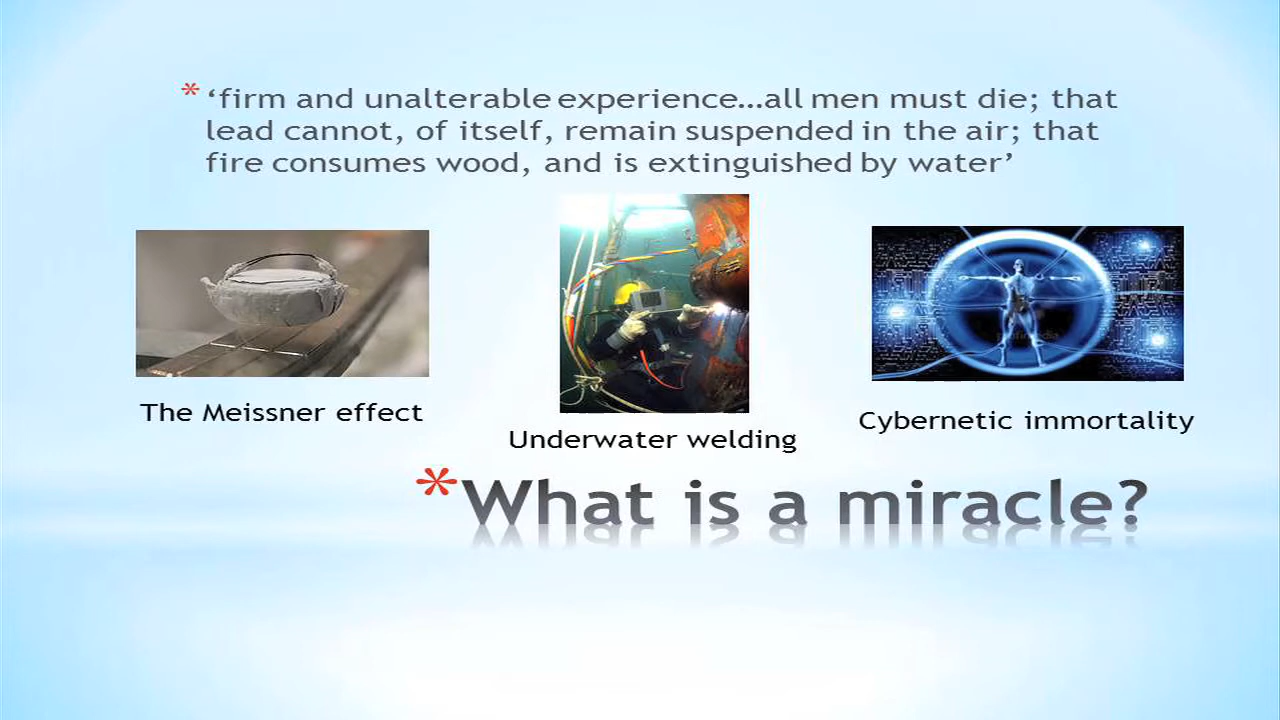 * ‘firm and unalterable experience…all men must die; that
lead cannot, of itself, remain suspended in the air; that
fire consumes wood, and is extinguished by water’
The Meissner effect
Underwater welding
Cybernetic immortality
*What is a miracle?